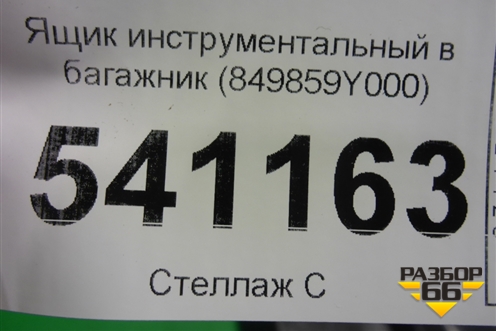 Ящик инструментальный в
багажник (849859Y000)
541163
Стеллаж С
РАЗБОР
66